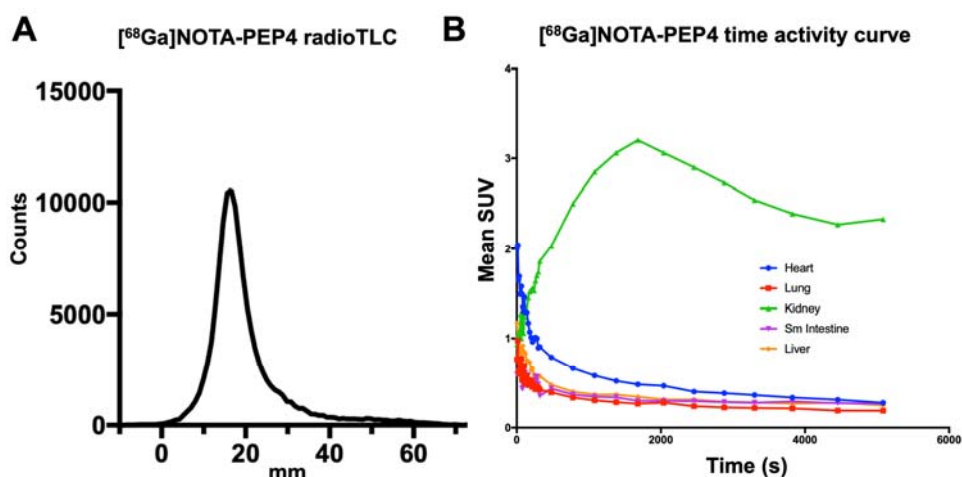 A
[⁶⁸Ga]NOTA-PEP4 radioTLC
15000
10000
5000
0
Counts
0
20
40
60
mm
B
[⁶⁸Ga]NOTA-PEP4 time activity curve
4
3
2
1
0
Mean SUV
Heart
Lung
Kidney
Sm Intestine
Liver
0
2000
4000
6000
Time (s)